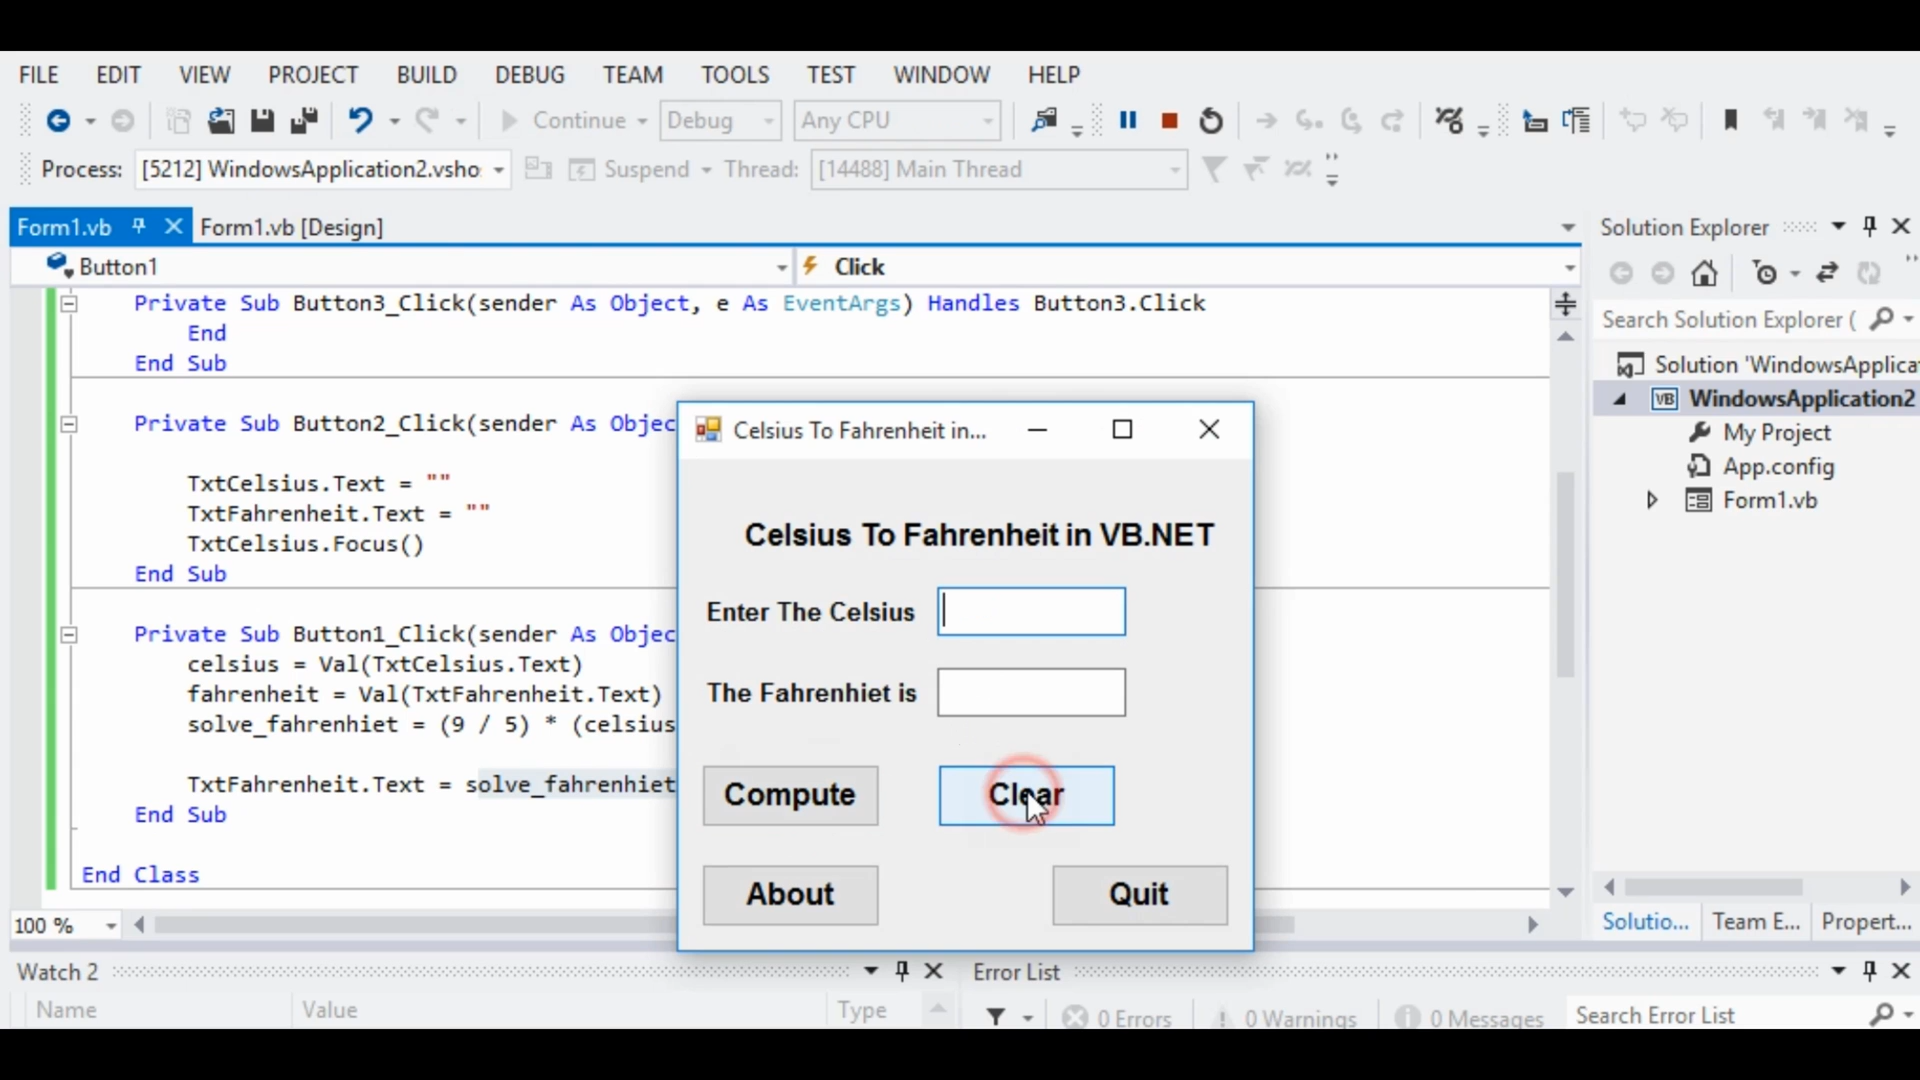 FILE EDIT VIEW PROJECT BUILD DEBUG TEAM TOOLS TEST WINDOW HELP
Continue Debug Any CPU
Process: [5212] WindowsApplication2.vsho Suspend Thread: [14488] Main Thread
Form1.vb Form1.vb [Design]
Button1 Click
Private Sub Button3_Click(sender As Object, e As EventArgs) Handles Button3.Click
End
End Sub
Private Sub Button2_Click(sender As Objec
TxtCelsius.Text = ""
TxtFahrenheit.Text = ""
TxtCelsius.Focus()
End Sub
Private Sub Button1_Click(sender As Objec
celsius = Val(TxtCelsius.Text)
fahrenheit = Val(TxtFahrenheit.Text)
solve_fahrenhiet = (9 / 5) * (celsius
TxtFahrenheit.Text = solve_fahrenhiet
End Sub
End Class
100 %
Celsius To Fahrenheit in...
Celsius To Fahrenheit in VB.NET
Enter The Celsius
The Fahrenhiet is
Compute Clear
About Quit
Solution Explorer
Search Solution Explorer (
Solution 'WindowsApplicat
VB WindowsApplication2
My Project
App.config
Form1.vb
Solutio... Team E... Propert...
Watch 2
Name Value Type
Error List
0 Errors 0 Warnings 0 Messages Search Error List